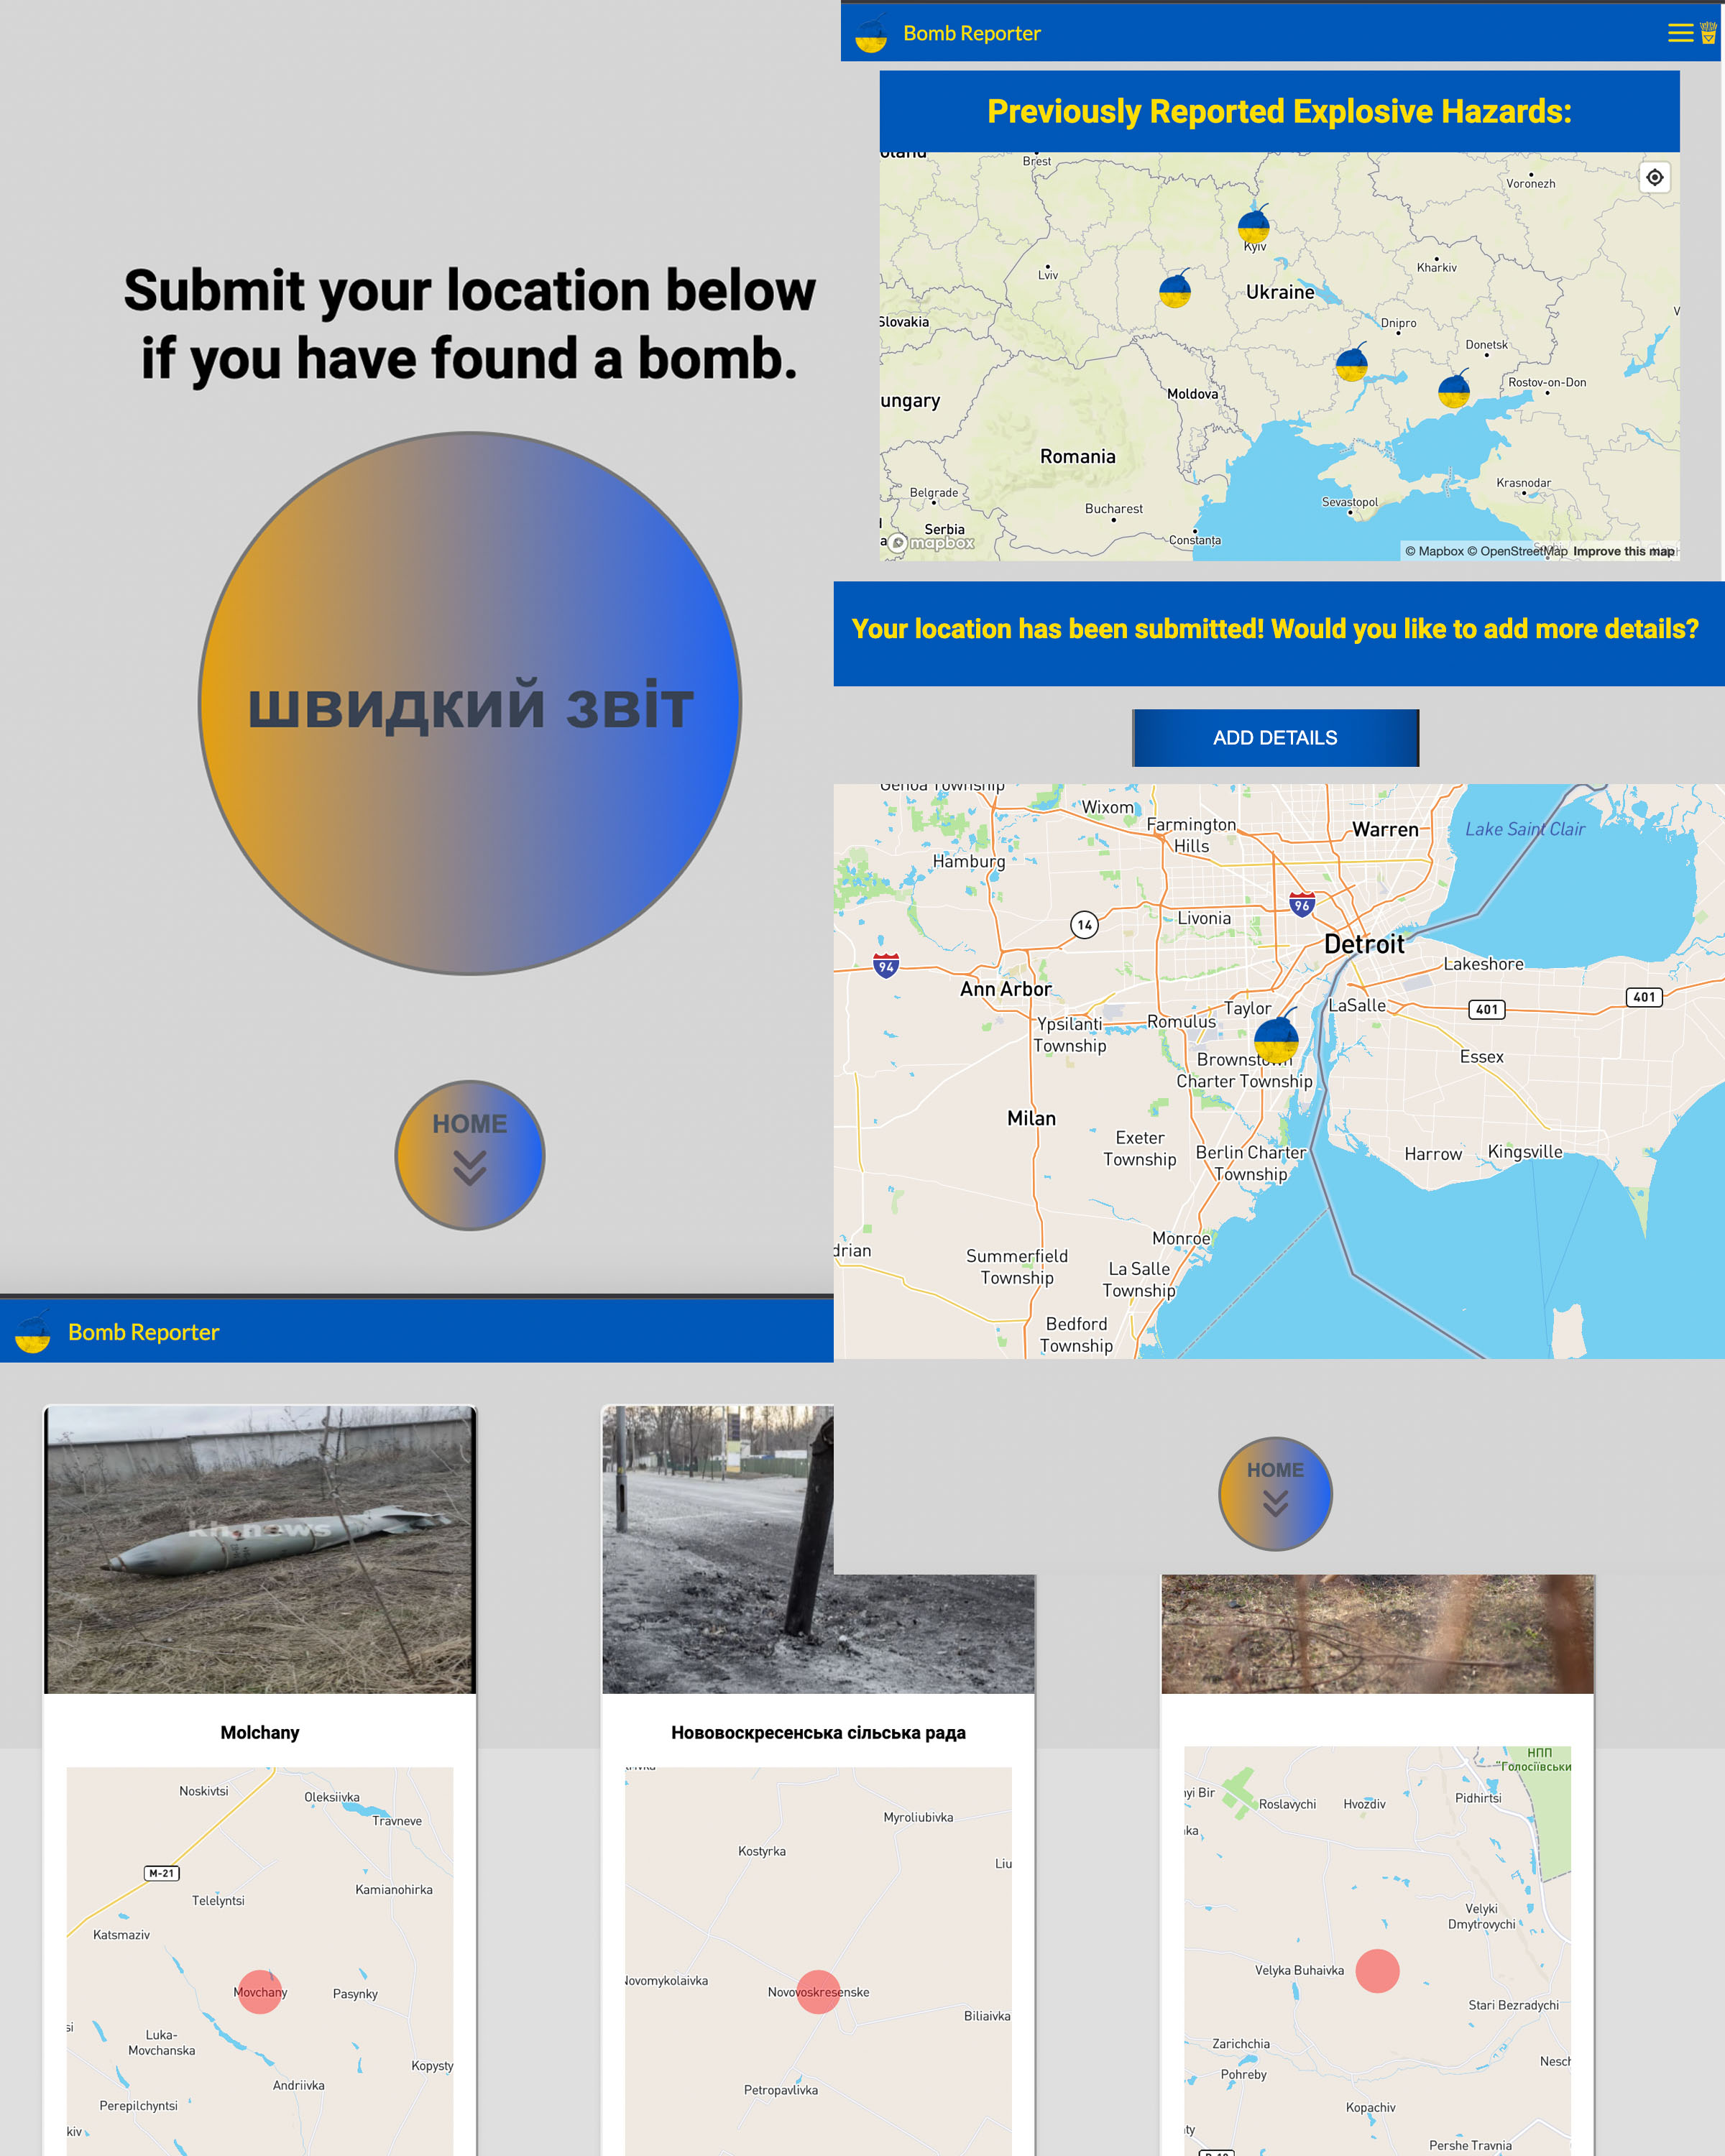 Submit your location below
if you have found a bomb.
швидкий звіт
HOME
Bomb Reporter
Previously Reported Explosive Hazards:
Brest
Voronezh
Kyiv
Lviv
Kharkiv
Ukraine
Slovakia
Dnipro
Donetsk
Rostov-on-Don
Moldova
ungary
Romania
Belgrade
Krasnodar
Sevastopol
Bucharest
Serbia
Constanța
mapbox
© Mapbox © OpenStreetMap Improve this map
Your location has been submitted! Would you like to add more details?
ADD DETAILS
Genoa Township
Wixom
Farmington
Hills
Warren
Lake Saint Clair
Hamburg
96
Livonia
14
Detroit
94
Lakeshore
Ann Arbor
401
401
Taylor
LaSalle
Ypsilanti
Township
Romulus
Brownstown
Charter Township
Essex
Milan
Exeter
Township
Berlin Charter
Township
Harrow
Kingsville
Monroe
drian
Summerfield
Township
La Salle
Township
Bedford
Township
HOME
Bomb Reporter
kh.news
Molchany
Noskivtsi
Oleksiivka
Travneve
M-21
Kamianohirka
Telelyntsi
Katsmaziv
Movchany
Pasynky
si
Luka-
Movchanska
Kopysty
Andriivka
Perepilchyntsi
kiv
Нововоскресенська сільська рада
Myroliubivka
Kostyrka
Liu
Novomykolaivka
Novovoskresenske
Biliaivka
Petropavlivka
НПП
"Голосіївськи
yi Bir
Roslavychi
Hvozdiv
Pidhirtsi
ka
Velyki
Dmytrovychi
Velyka Buhaivka
Stari Bezradychi
Zarichchia
Nesch
Pohreby
Kopachiv
ty
Pershe Travnia